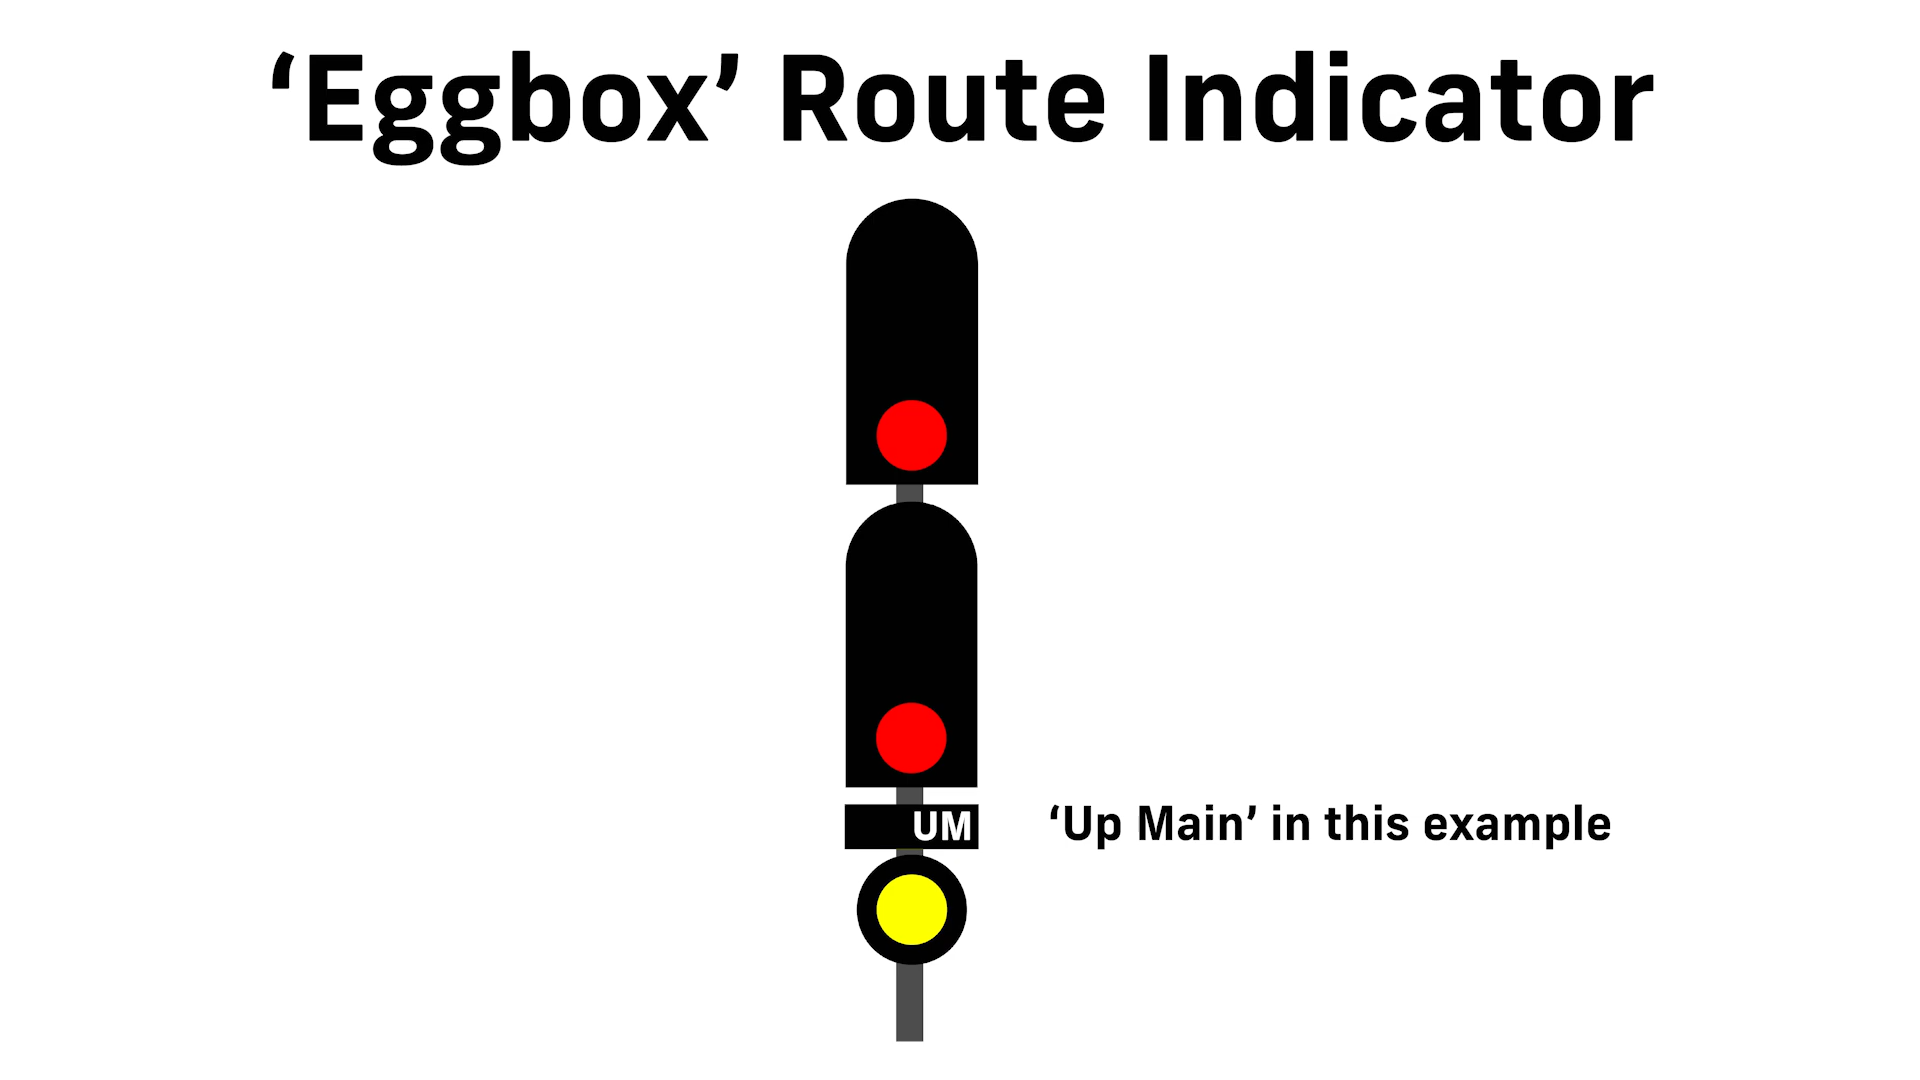 ‘Eggbox’ Route Indicator
UM
‘Up Main’ in this example